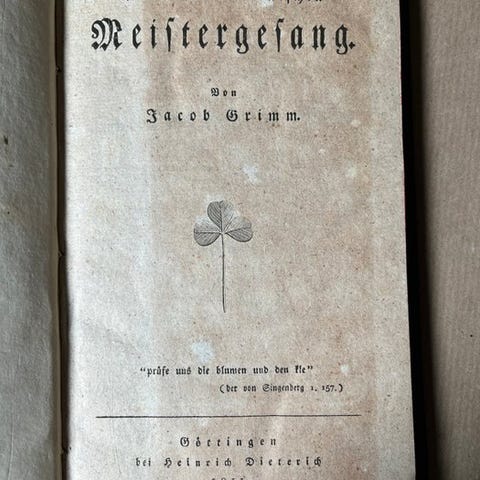 Meiſtergeſang.
Von
Jacob Grimm.
“prüfe uns die blumen und den kle”
(der von Singenberg 1. 157.)
Göttingen
bei Heinrich Dieterich